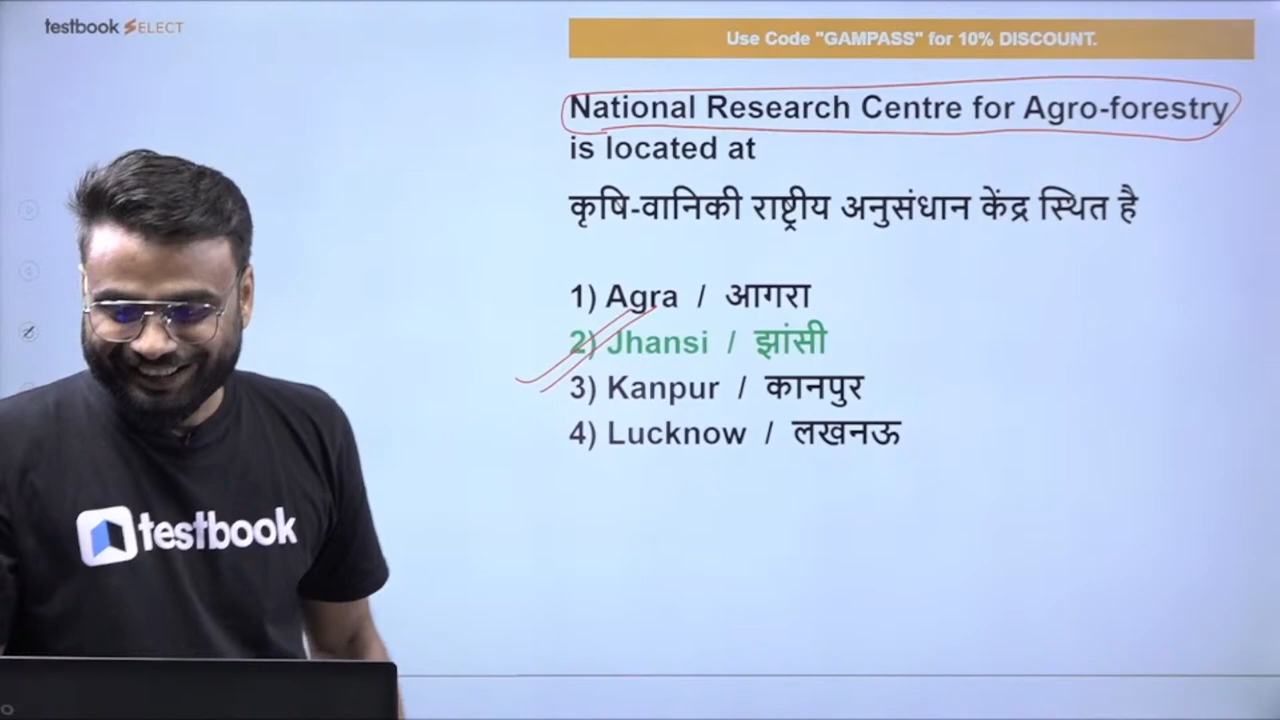 testbook SELECT
Use Code "GAMPASS" for 10% DISCOUNT.
National Research Centre for Agro-forestry
is located at
कृषि-वानिकी राष्ट्रीय अनुसंधान केंद्र स्थित है
1) Agra / आगरा
2) Jhansi / झांसी
3) Kanpur / कानपुर
4) Lucknow / लखनऊ
testbook